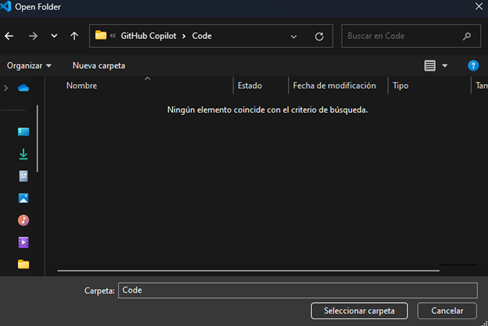 Open Folder
GitHub Copilot > Code
Buscar en Code
Organizar Nueva carpeta
Nombre Estado Fecha de modificación Tipo Tam
Ningún elemento coincide con el criterio de búsqueda.
Carpeta: Code
Seleccionar carpeta Cancelar